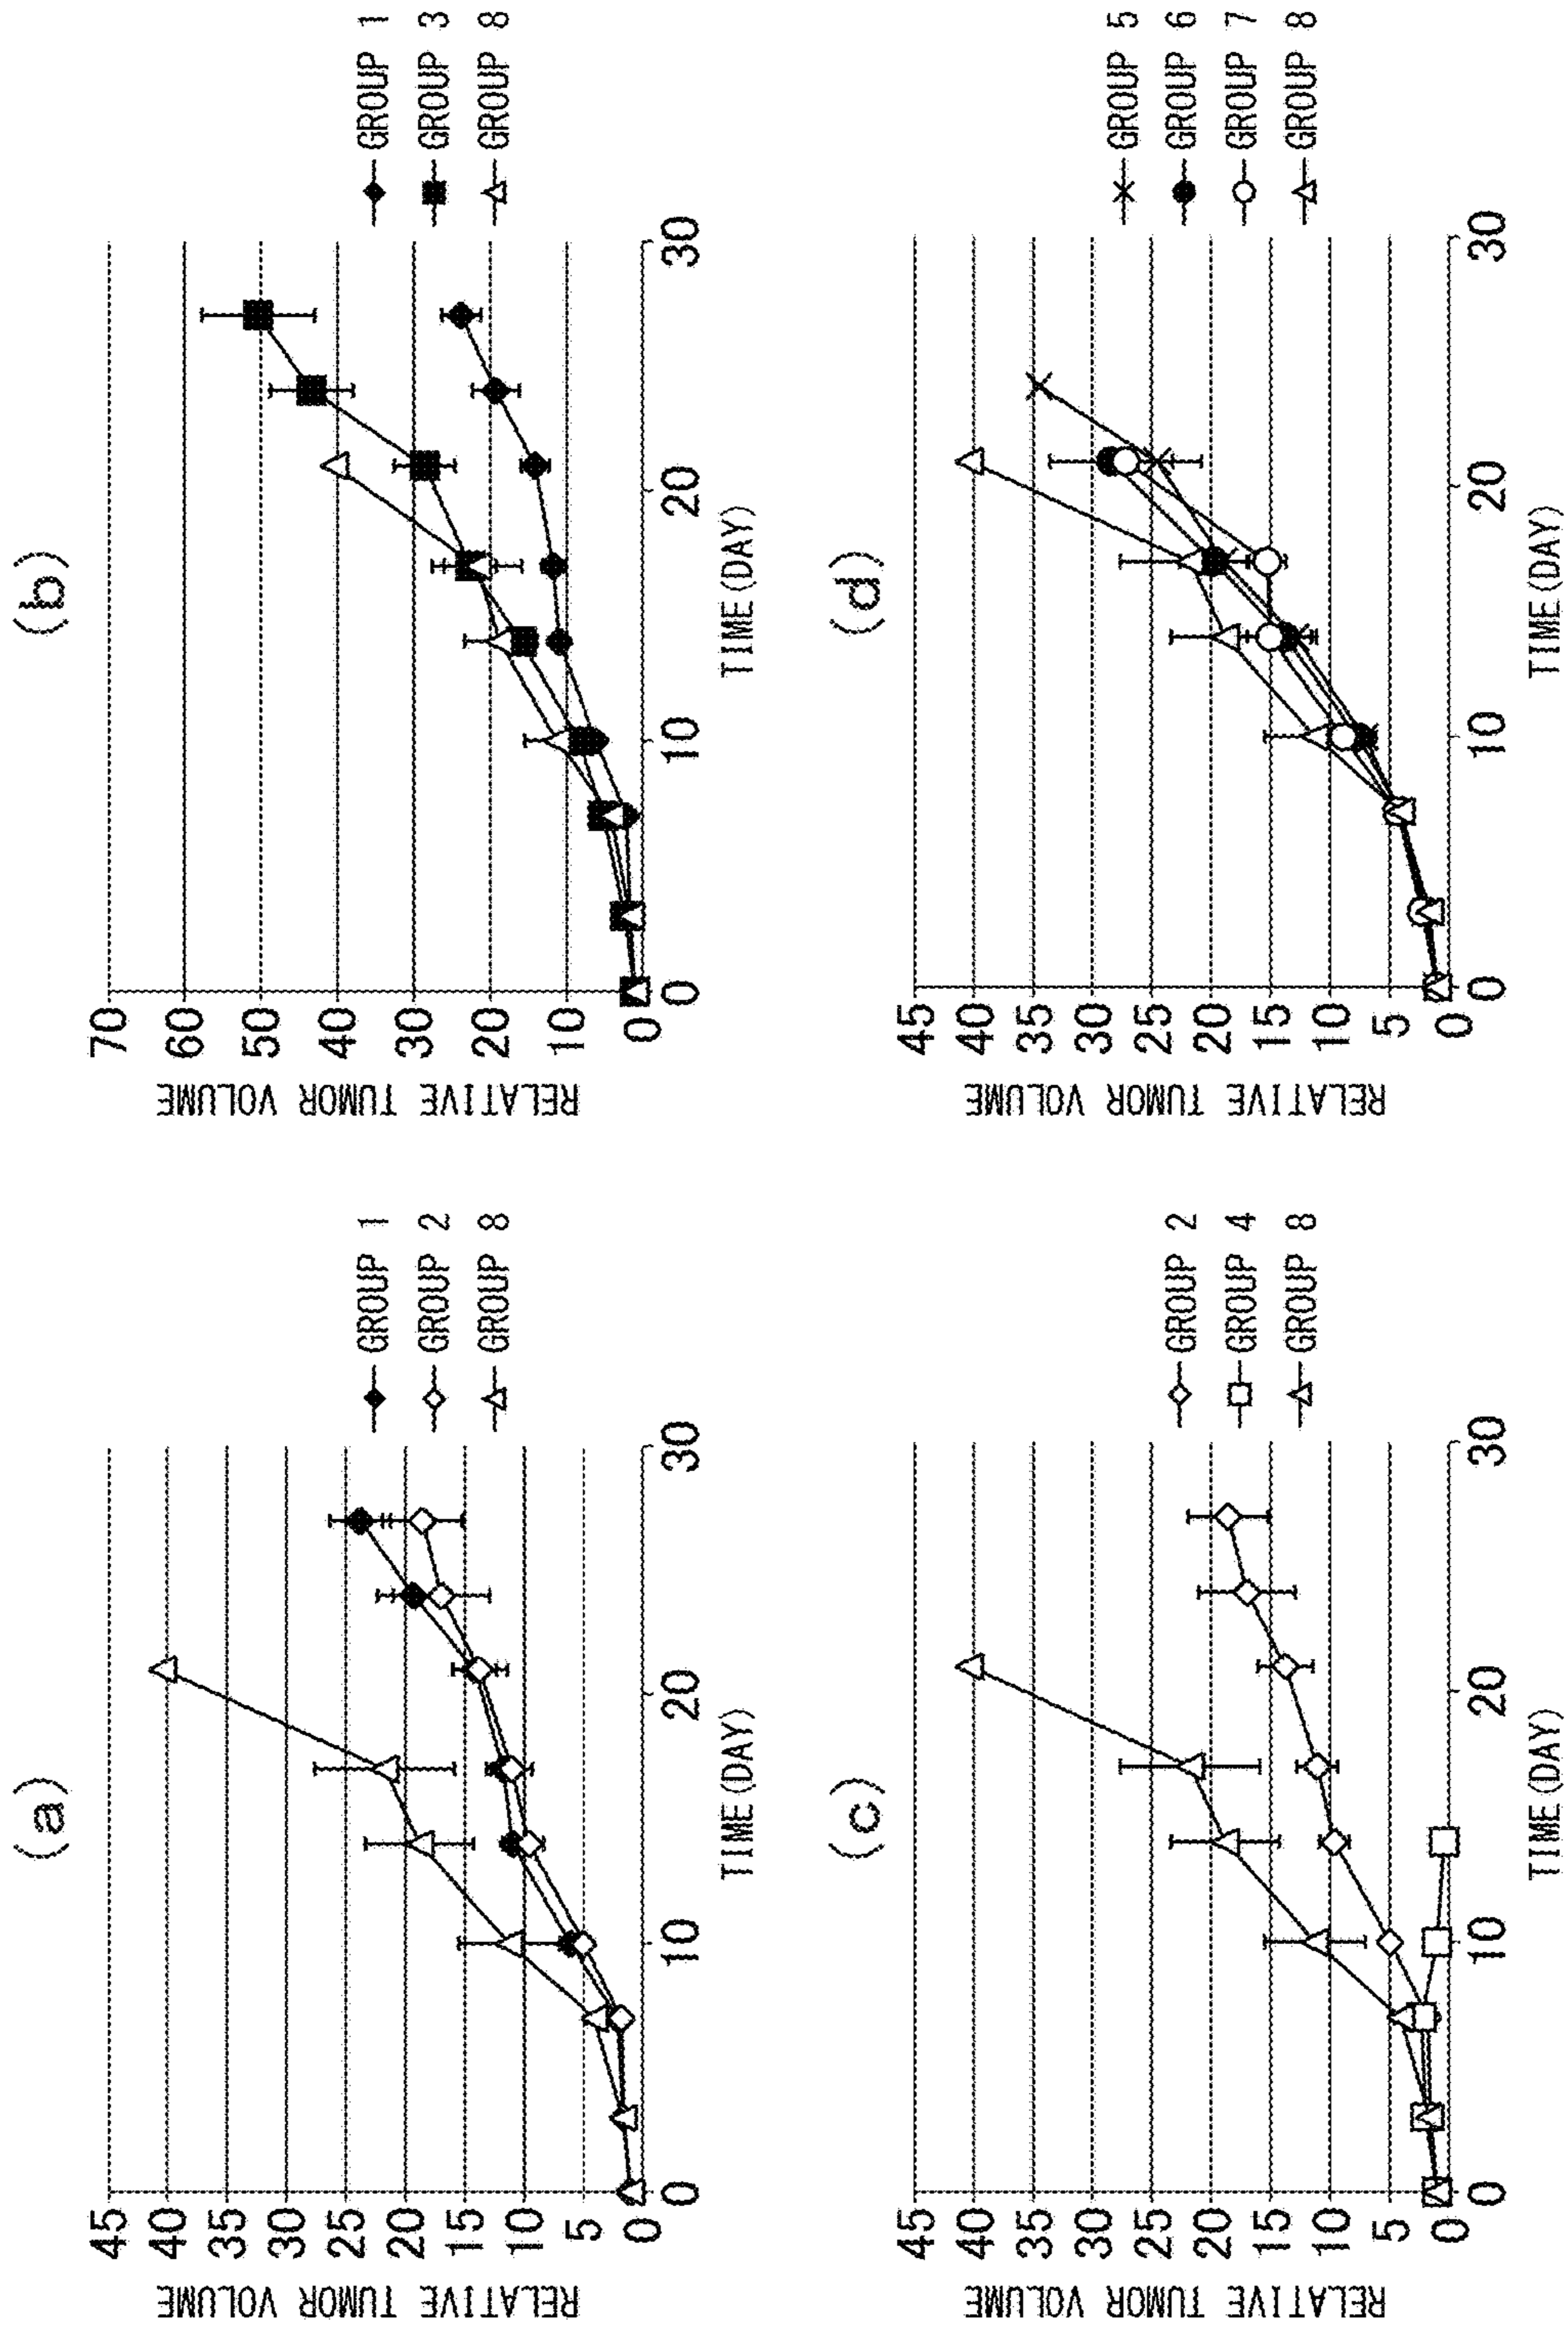 (a)
RELATIVE TUMOR VOLUME
45
40
35
30
25
20
15
10
5
0
0
10
20
30
TIME(DAY)
GROUP 1
GROUP 2
GROUP 8
(b)
RELATIVE TUMOR VOLUME
70
60
50
40
30
20
10
0
0
10
20
30
TIME(DAY)
GROUP 1
GROUP 3
GROUP 8
(c)
RELATIVE TUMOR VOLUME
45
40
35
30
25
20
15
10
5
0
0
10
20
30
TIME(DAY)
GROUP 2
GROUP 4
GROUP 8
(d)
RELATIVE TUMOR VOLUME
45
40
35
30
25
20
15
10
5
0
0
10
20
30
TIME(DAY)
GROUP 5
GROUP 6
GROUP 7
GROUP 8